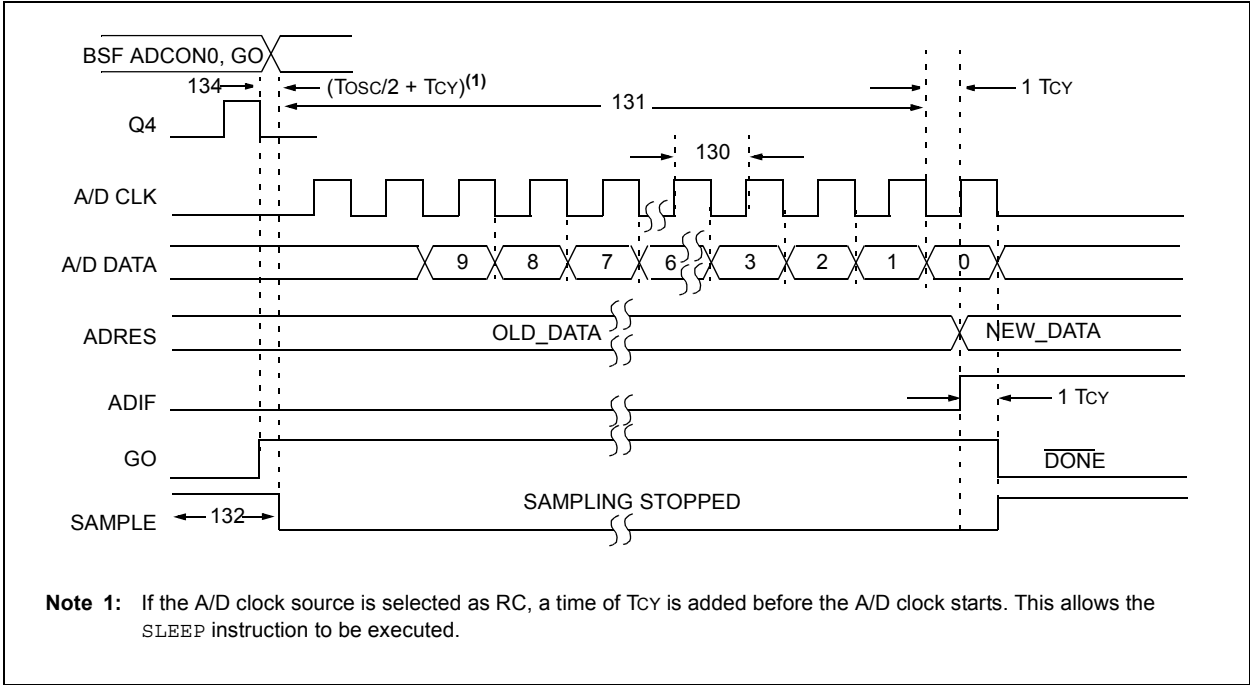 BSF ADCON0, GO
134 (TOSC/2 + TCY)(1) 1 TCY
131
Q4
130
A/D CLK
A/D DATA 9 8 7 6 3 2 1 0
ADRES OLD_DATA NEW_DATA
ADIF 1 TCY
GO DONE
SAMPLE 132 SAMPLING STOPPED
Note 1: If the A/D clock source is selected as RC, a time of TCY is added before the A/D clock starts. This allows the
SLEEP instruction to be executed.